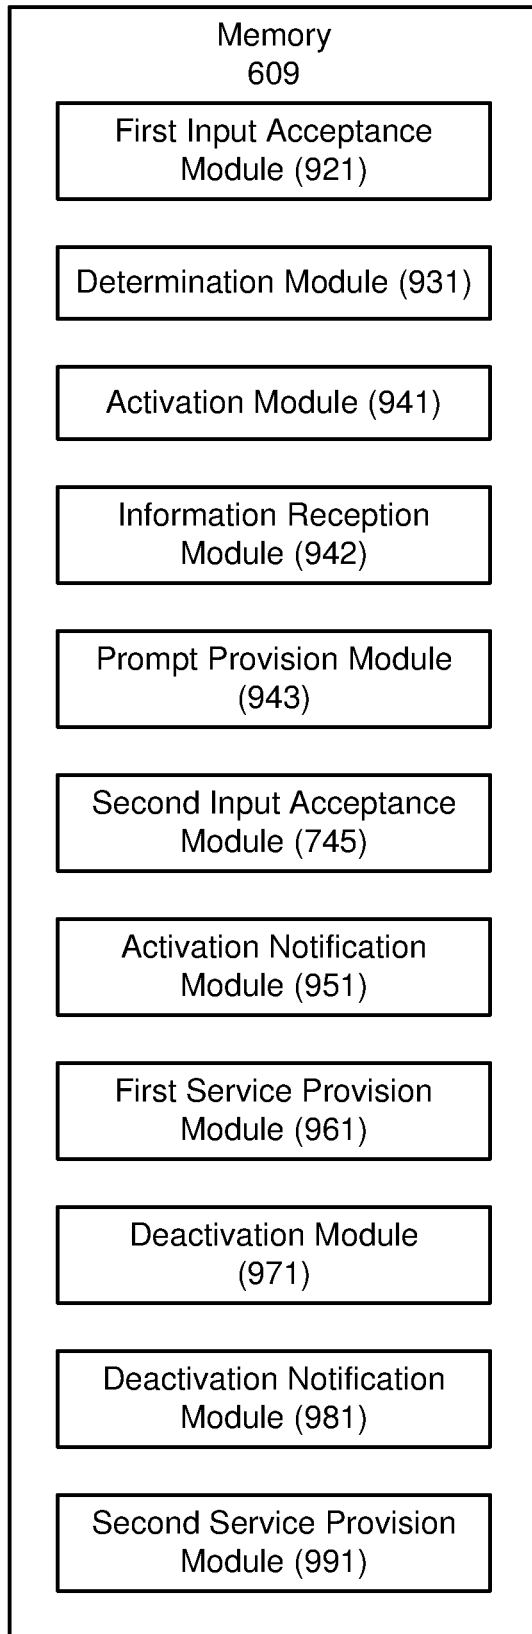 Memory
609
First Input Acceptance
Module (921)
Determination Module (931)
Activation Module (941)
Information Reception
Module (942)
Prompt Provision Module
(943)
Second Input Acceptance
Module (745)
Activation Notification
Module (951)
First Service Provision
Module (961)
Deactivation Module
(971)
Deactivation Notification
Module (981)
Second Service Provision
Module (991)